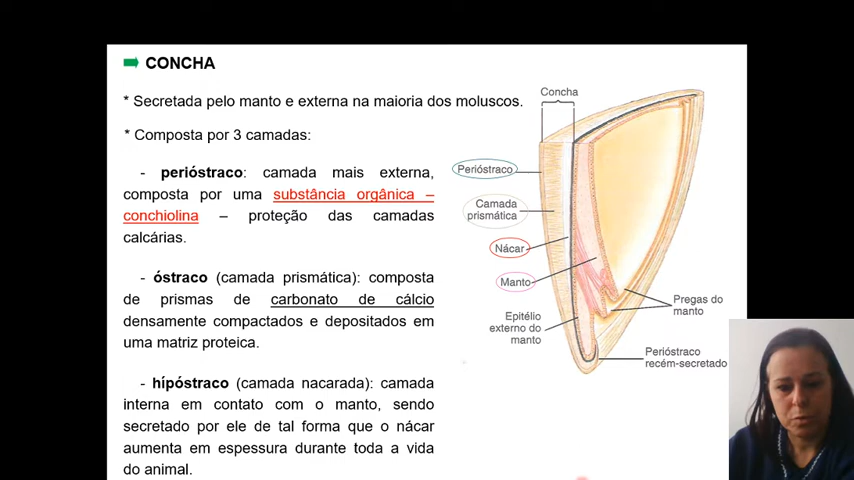 CONCHA
* Secretada pelo manto e externa na maioria dos moluscos.
* Composta por 3 camadas:
- perióstraco: camada mais externa,
composta por uma substância orgânica –
conchiolina – proteção das camadas
calcárias.
- óstraco (camada prismática): composta
de prismas de carbonato de cálcio
densamente compactados e depositados em
uma matriz proteica.
- hípóstraco (camada nacarada): camada
interna em contato com o manto, sendo
secretado por ele de tal forma que o nácar
aumenta em espessura durante toda a vida
do animal.
Concha
Perióstraco
Camada
prismática
Nácar
Manto
Epitélio
externo do
manto
Pregas do
manto
Perióstraco
recém-secretado